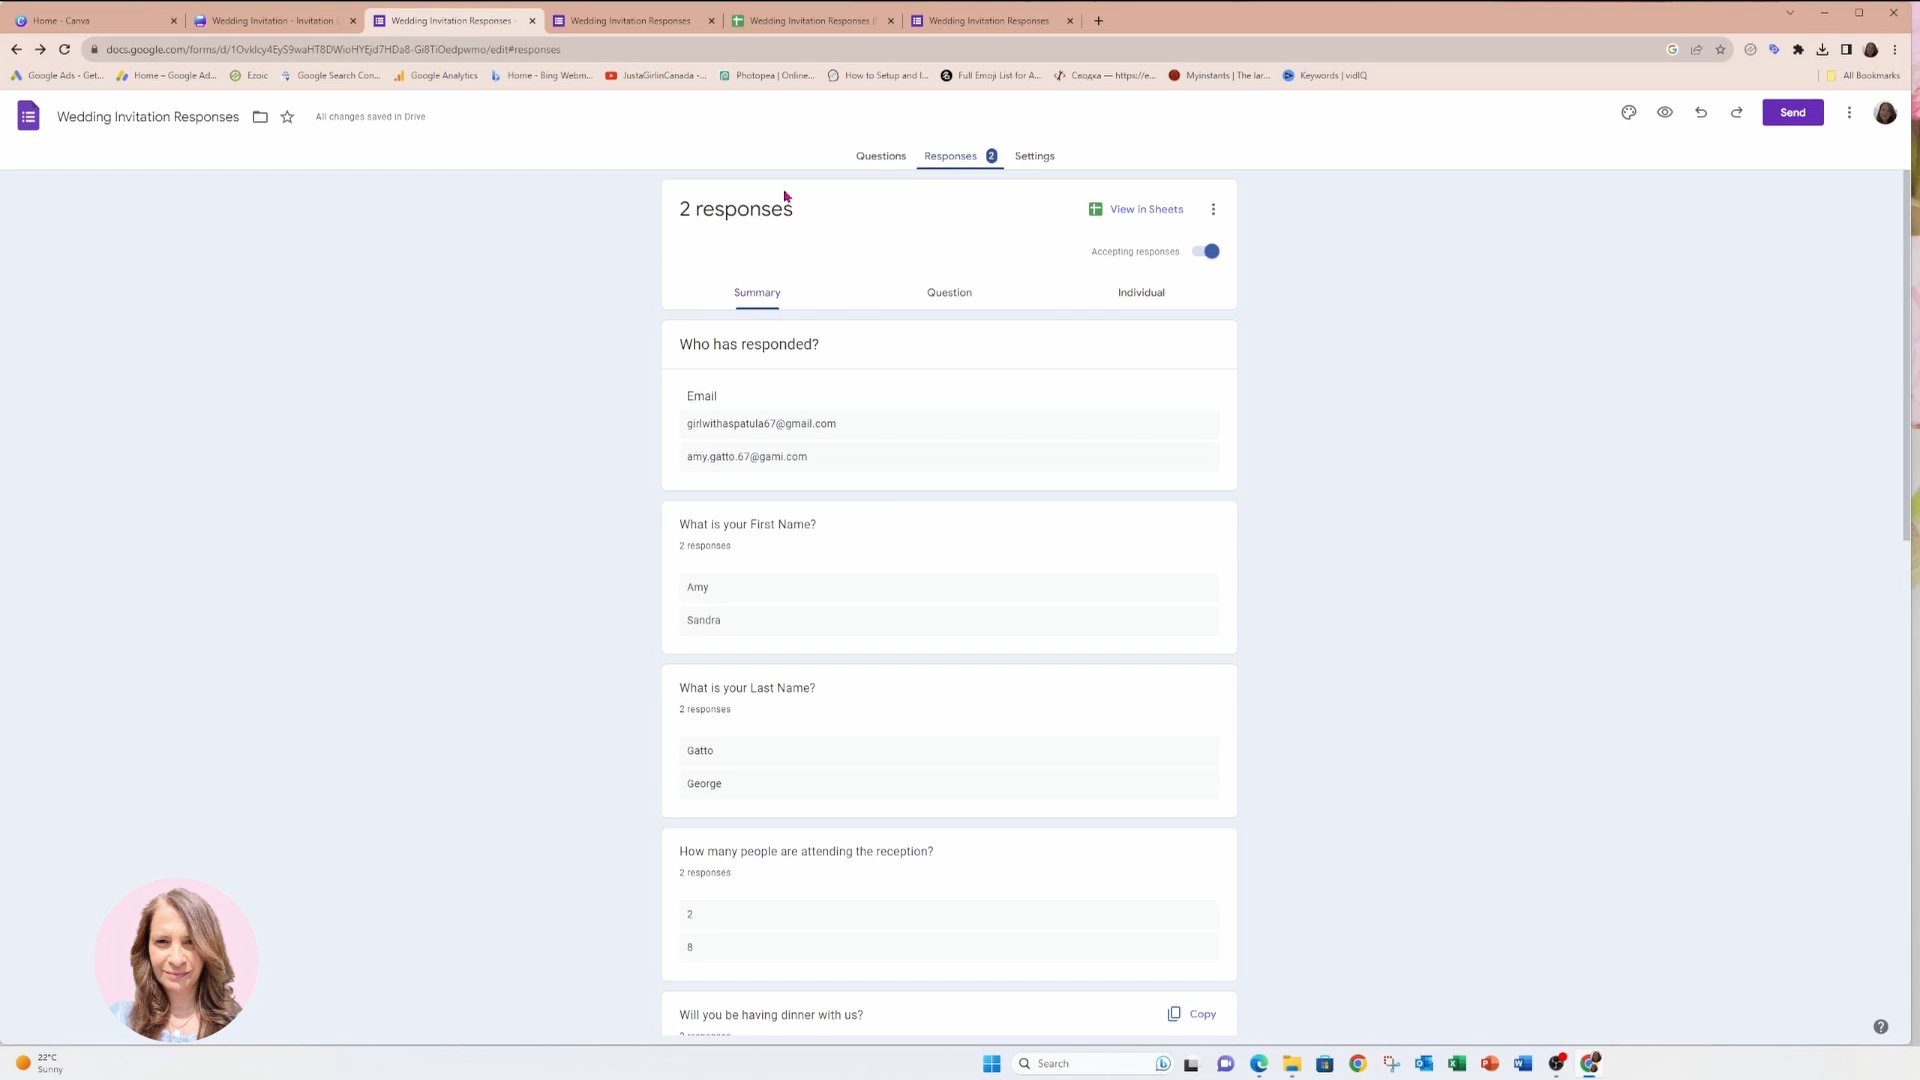 Home - Canva
Wedding Invitation - Invitation
Wedding Invitation Responses
Wedding Invitation Responses
Wedding Invitation Responses (
Wedding Invitation Responses
docs.google.com/forms/d/1Ovklcy4EyS9waHT8DWioHYEjd7HDa8-Gi8TiOedpwmo/edit#responses
Google Ads - Get...
Home – Google Ad...
Ezoic
Google Search Con...
Google Analytics
Home - Bing Webm...
JustaGirlinCanada -...
Photopea | Online...
How to Setup and I...
Full Emoji List for A...
Сводка — https://e...
Myinstants | The lar...
Keywords | vidIQ
All Bookmarks
Wedding Invitation Responses
All changes saved in Drive
Send
Questions
Responses 2
Settings
2 responses
View in Sheets
Accepting responses
Summary
Question
Individual
Who has responded?
Email
girlwithaspatula67@gmail.com
amy.gatto.67@gami.com
What is your First Name?
2 responses
Amy
Sandra
What is your Last Name?
2 responses
Gatto
George
How many people are attending the reception?
2 responses
2
8
Will you be having dinner with us?
Copy
22°C
Sunny
Search